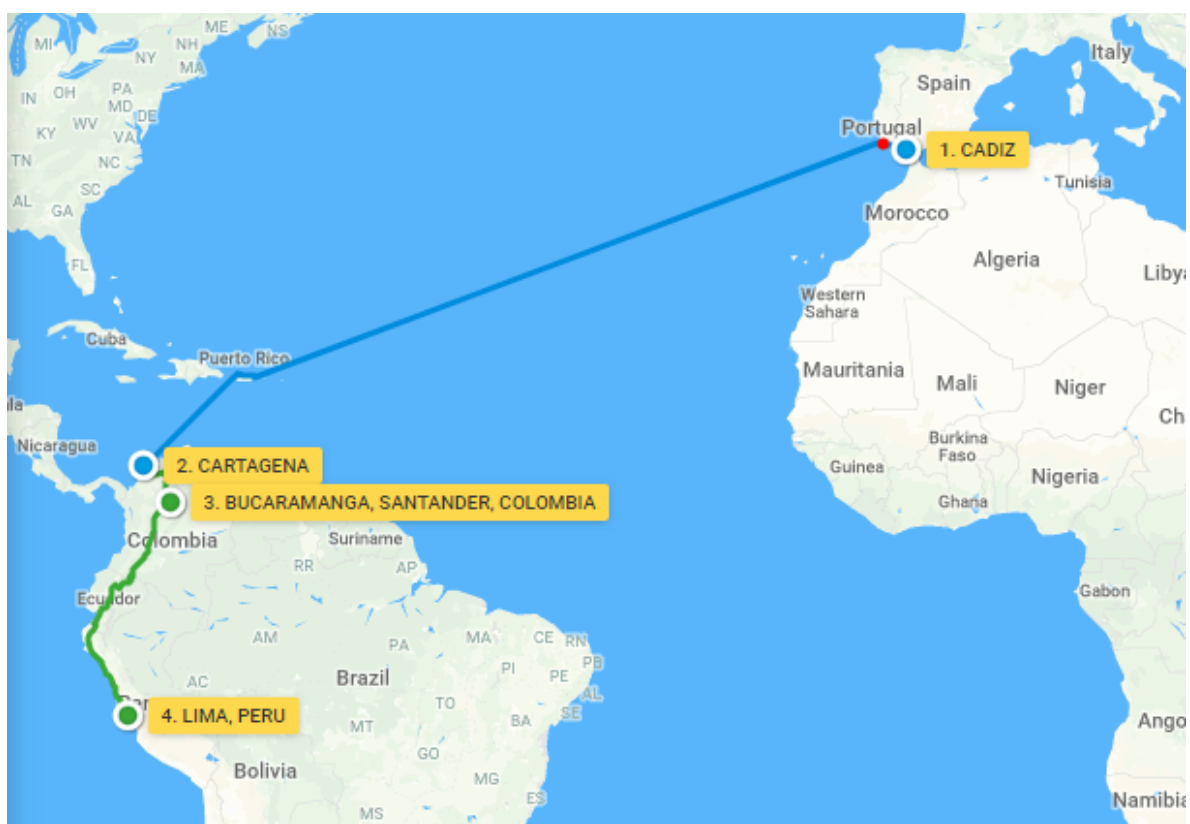 NS
ME
MI
NH
NY
MA
PA
IN
OH
MD
DE
WV
KY
VA
TN
NC
SC
AL
GA
FL
Italy
Spain
Portugal
1. CADIZ
Tunisia
Morocco
Algeria
Western
Sahara
Cuba
Puerto Rico
Mauritania
Mali
Niger
Nicaragua
Burkina
Faso
Guinea
Nigeria
Ghana
2. CARTAGENA
3. BUCARAMANGA, SANTANDER, COLOMBIA
Colombia
Suriname
RR
AP
Ecuador
Gabon
AM
PA
MA
CE
RN
PB
PI
PE
AL
SE
AC
Brazil
TO
BA
4. LIMA, PERU
MT
GO
Bolivia
MG
ES
MS
Namibi